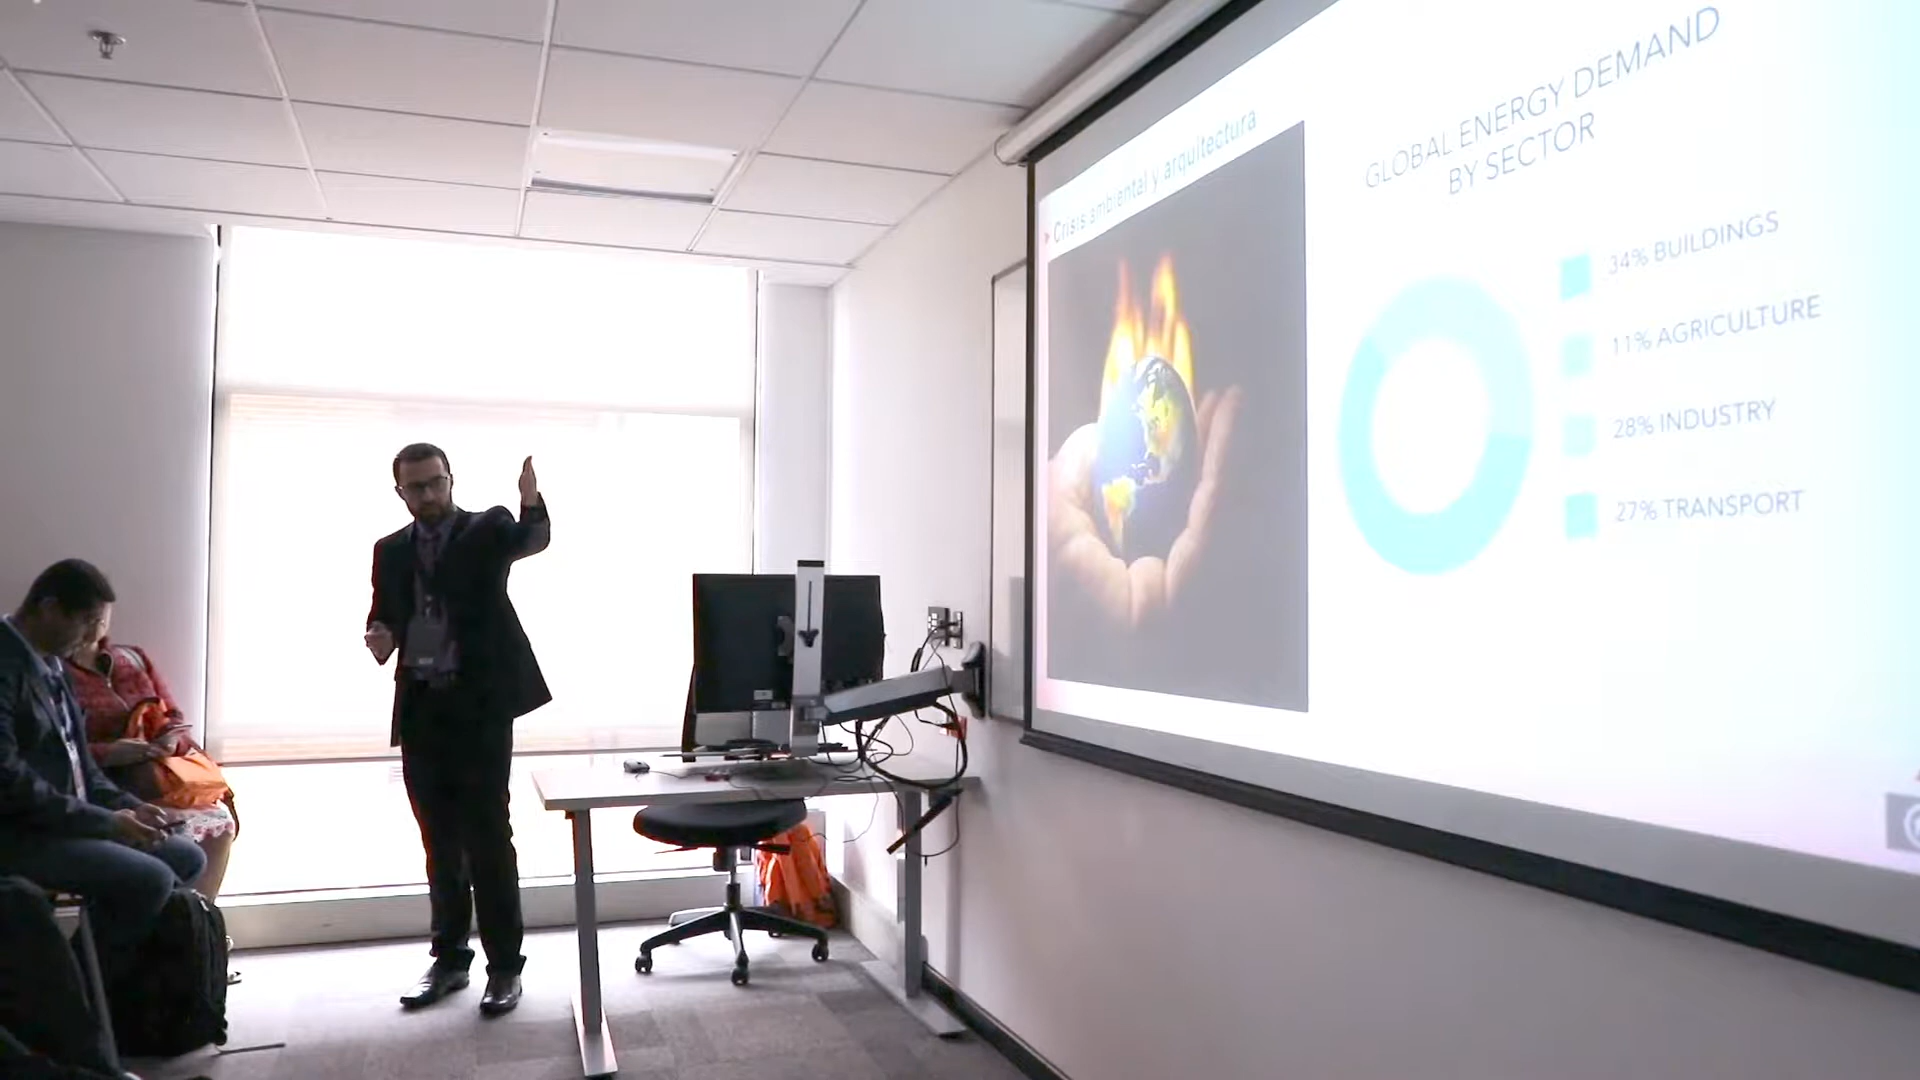 Crisis ambiental y arquitectura
GLOBAL ENERGY DEMAND
BY SECTOR
34% BUILDINGS
11% AGRICULTURE
28% INDUSTRY
27% TRANSPORT